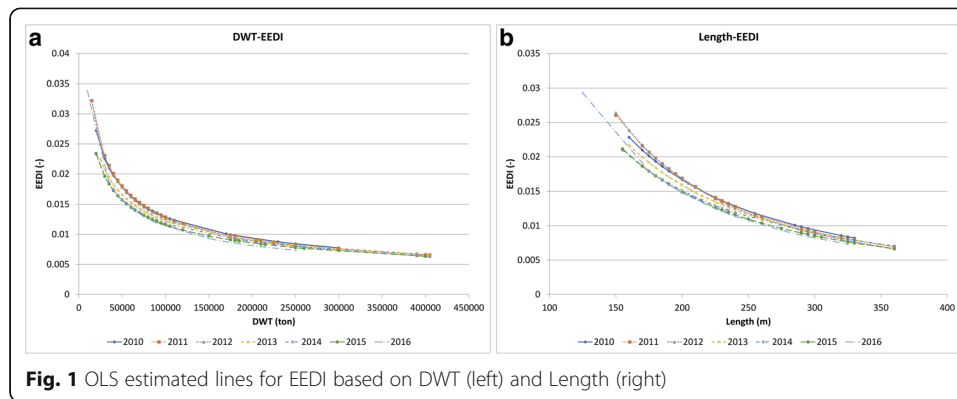 a
DWT-EEDI
0.04
0.035
0.03
0.025
0.02
0.015
0.01
0.005
0
EEDI (-)
0 50000 100000 150000 200000 250000 300000 350000 400000 450000
DWT (ton)
2010 2011 2012 2013 2014 2015 2016
b
Length-EEDI
0.035
0.03
0.025
0.02
0.015
0.01
0.005
0
EEDI (-)
100 150 200 250 300 350 400
Length (m)
2010 2011 2012 2013 2014 2015 2016
Fig. 1 OLS estimated lines for EEDI based on DWT (left) and Length (right)